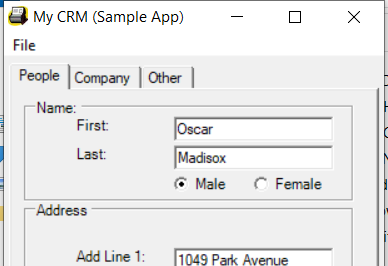 My CRM (Sample App)
File
People Company Other
Name:
First: Oscar
Last: Madisox
Male Female
Address
Add Line 1: 1049 Park Avenue